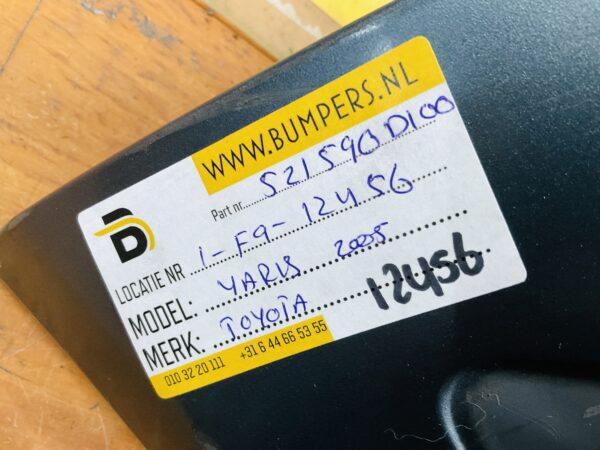 WWW.BUMPERS.NL
Part nr. 521590D100
LOCATIE NR 1-F9-12456
MODEL: YARIS 2005
MERK: TOYOTA 12456
010 32 20 111 +31 6 44 66 53 55